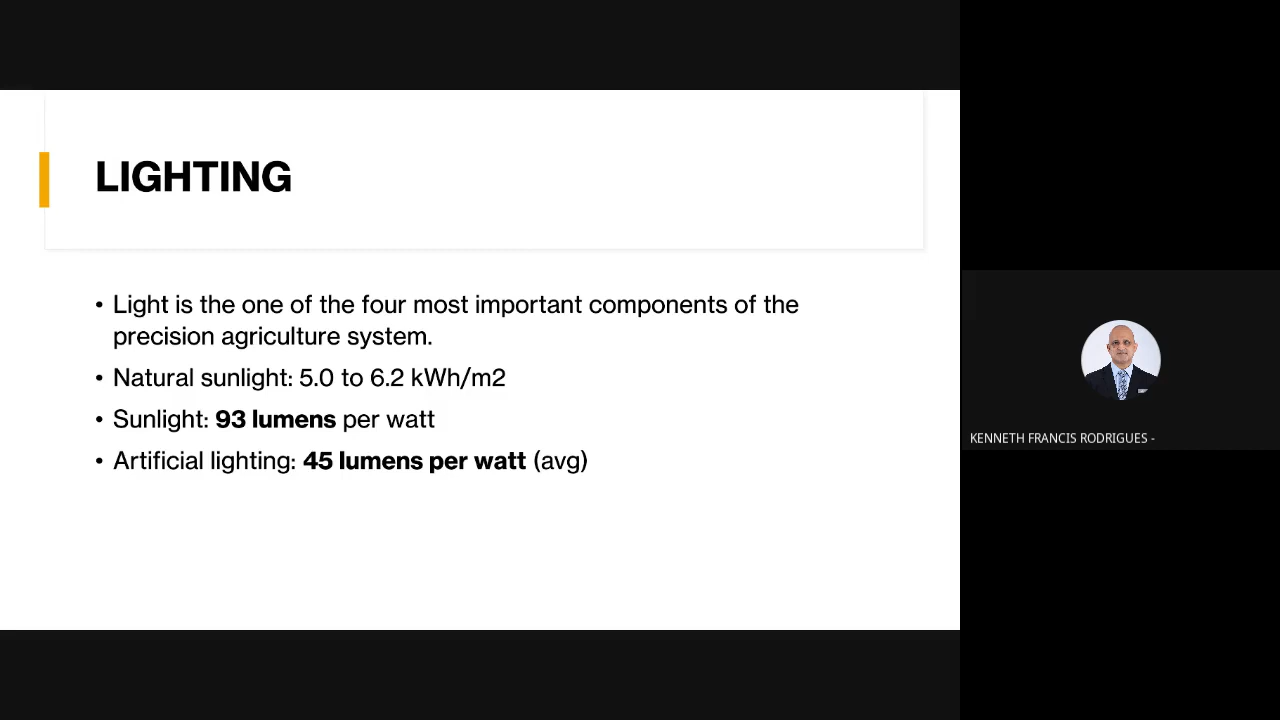 LIGHTING
• Light is the one of the four most important components of the
precision agriculture system.
• Natural sunlight: 5.0 to 6.2 kWh/m2
• Sunlight: 93 lumens per watt
• Artificial lighting: 45 lumens per watt (avg)
KENNETH FRANCIS RODRIGUES -